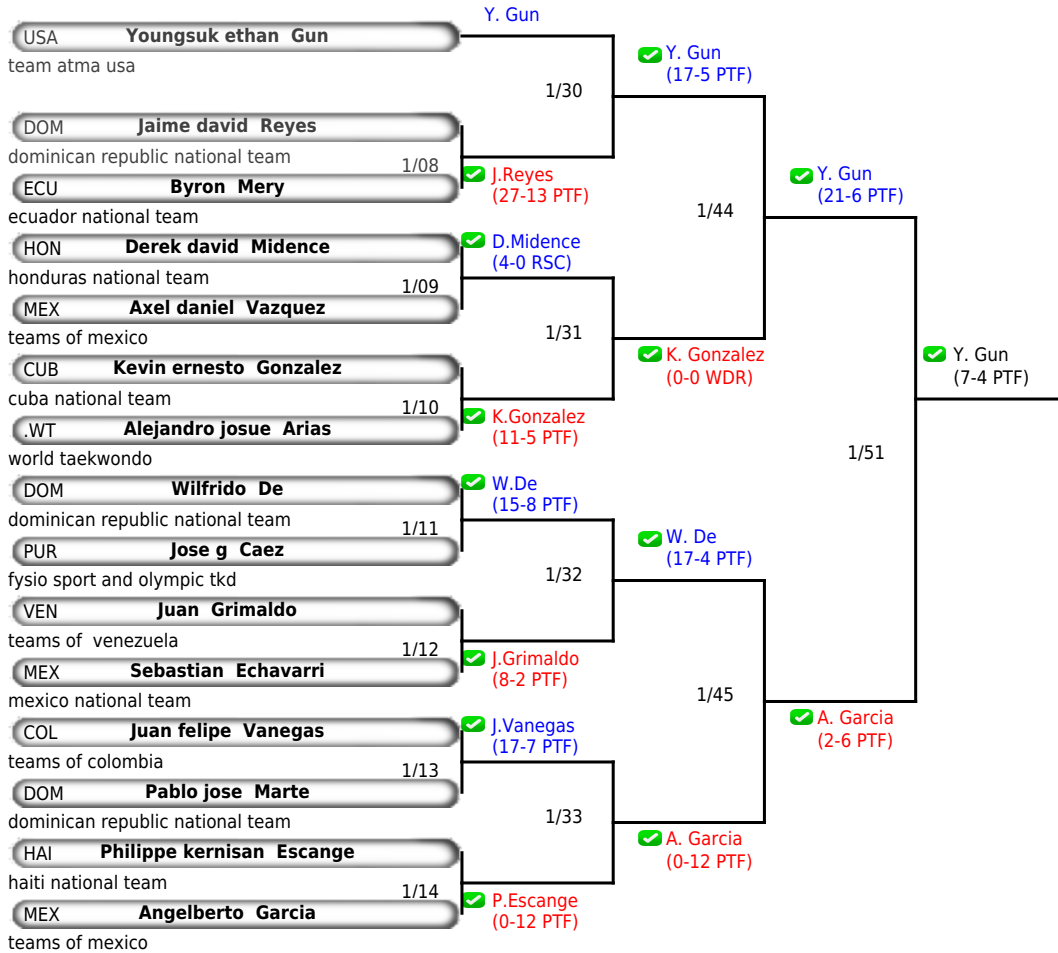 Y. Gun
USA Youngsuk ethan Gun
team atma usa
Y. Gun
(17-5 PTF)
1/30
DOM Jaime david Reyes
dominican republic national team
1/08
J.Reyes
(27-13 PTF)
ECU Byron Mery
ecuador national team
Y. Gun
(21-6 PTF)
1/44
HON Derek david Midence
honduras national team
D.Midence
(4-0 RSC)
1/09
MEX Axel daniel Vazquez
teams of mexico
1/31
K. Gonzalez
(0-0 WDR)
CUB Kevin ernesto Gonzalez
cuba national team
1/10
K.Gonzalez
(11-5 PTF)
.WT Alejandro josue Arias
world taekwondo
Y. Gun
(7-4 PTF)
1/51
DOM Wilfrido De
dominican republic national team
W.De
(15-8 PTF)
1/11
PUR Jose g Caez
fysio sport and olympic tkd
W. De
(17-4 PTF)
1/32
VEN Juan Grimaldo
teams of venezuela
1/12
J.Grimaldo
(8-2 PTF)
MEX Sebastian Echavarri
mexico national team
1/45
A. Garcia
(2-6 PTF)
COL Juan felipe Vanegas
teams of colombia
J.Vanegas
(17-7 PTF)
1/13
DOM Pablo jose Marte
dominican republic national team
1/33
A. Garcia
(0-12 PTF)
HAI Philippe kernisan Escange
haiti national team
1/14
P.Escange
(0-12 PTF)
MEX Angelberto Garcia
teams of mexico